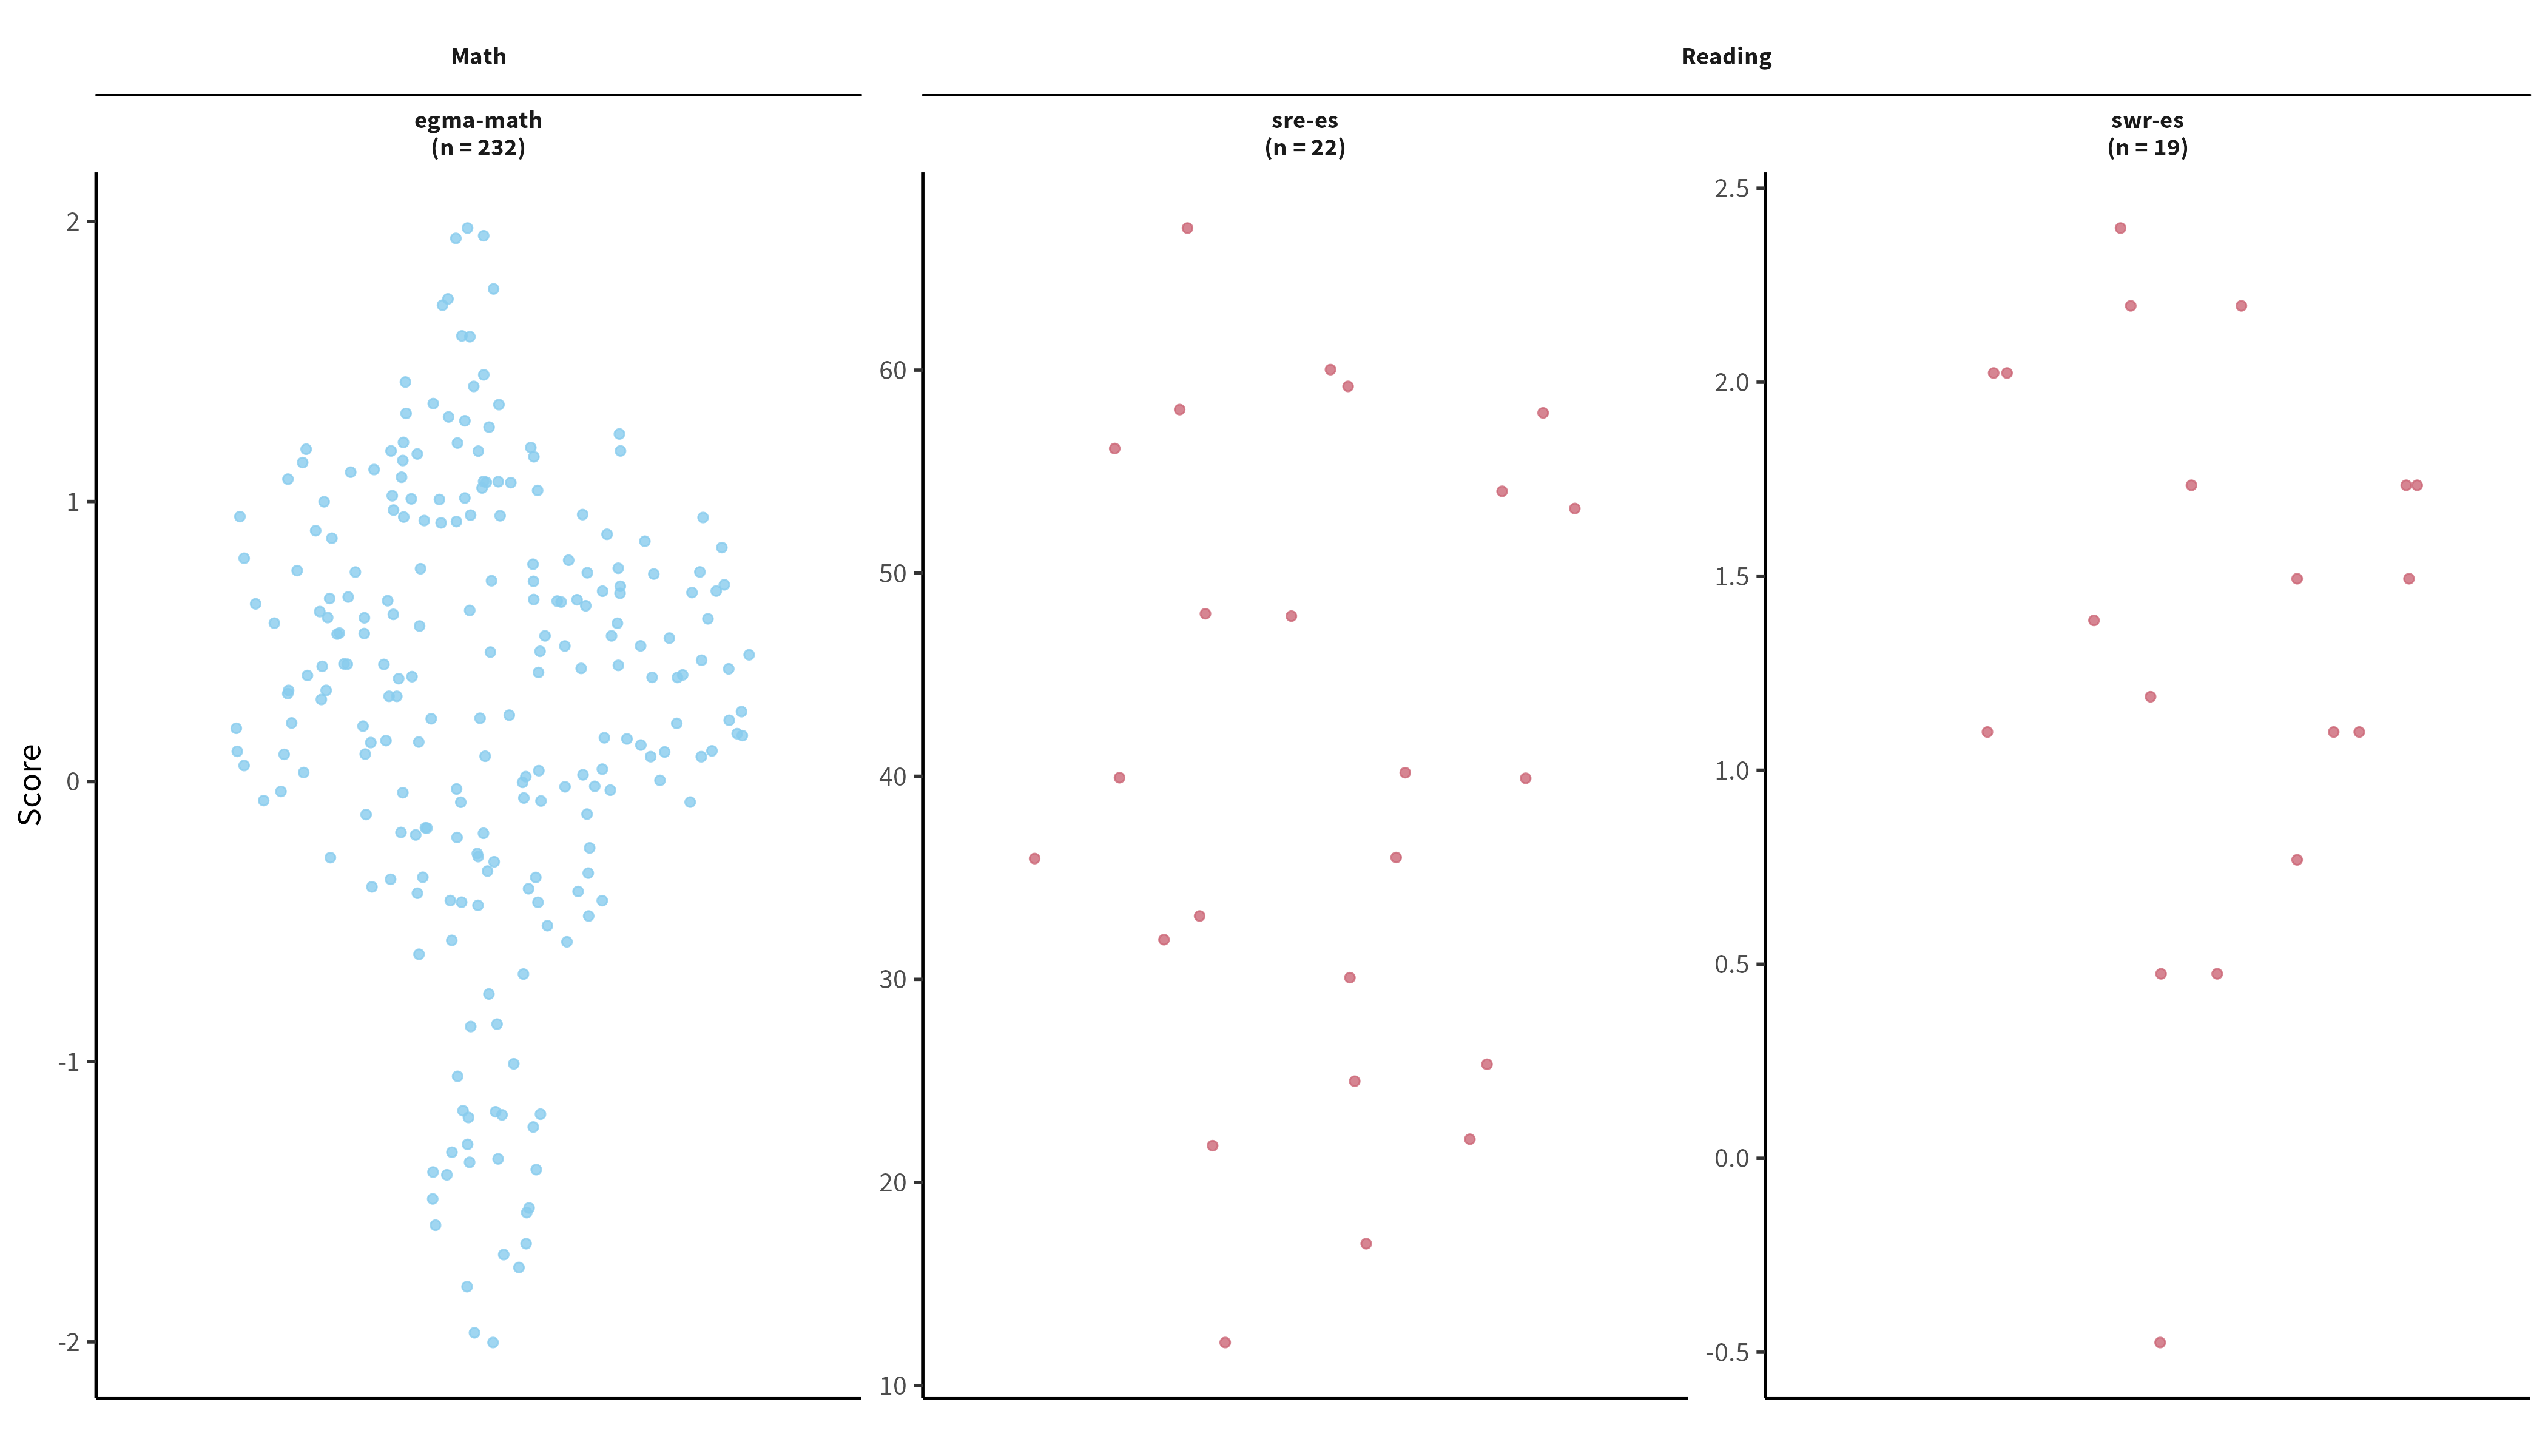 Math
Reading
egma-math
(n = 232)
sre-es
(n = 22)
swr-es
(n = 19)
Score
2
1
0
-1
-2
60
50
40
30
20
10
2.5
2.0
1.5
1.0
0.5
0.0
-0.5